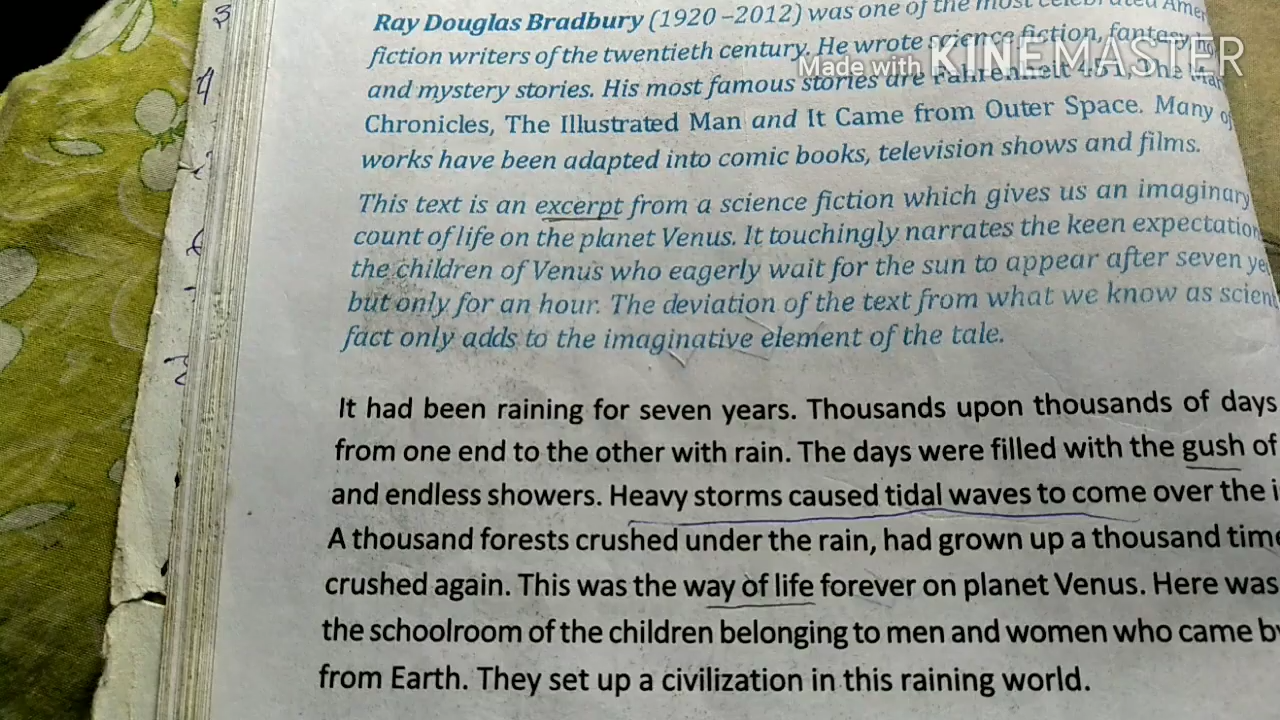 Ray Douglas Bradbury (1920 –2012) was one of the most celebrated
fiction writers of the twentieth century. He wrote science fiction, fantasy,
Made with KINEMASTER
and mystery stories. His most famous stories are Fahrenheit 451, The
Chronicles, The Illustrated Man and It Came from Outer Space. Many
works have been adapted into comic books, television shows and films.
This text is an excerpt from a science fiction which gives us an imaginary
count of life on the planet Venus. It touchingly narrates the keen expectation
the children of Venus who eagerly wait for the sun to appear after seven
but only for an hour. The deviation of the text from what we know as
fact only adds to the imaginative element of the tale.
It had been raining for seven years. Thousands upon thousands of days
from one end to the other with rain. The days were filled with the gush of
and endless showers. Heavy storms caused tidal waves to come over the
A thousand forests crushed under the rain, had grown up a thousand
crushed again. This was the way of life forever on planet Venus. Here was
the schoolroom of the children belonging to men and women who came
from Earth. They set up a civilization in this raining world.